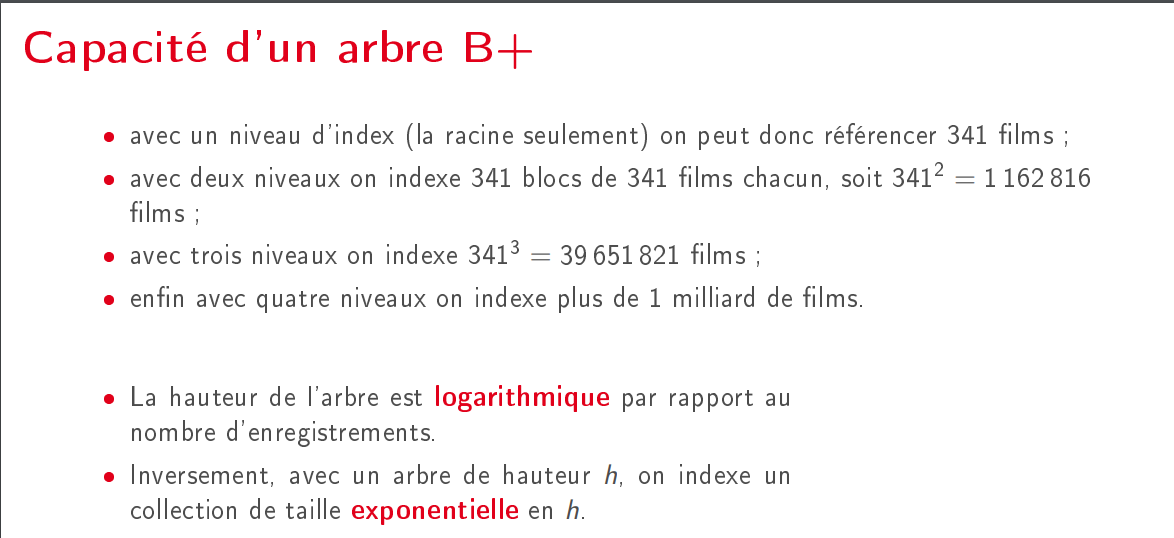 Capacité d'un arbre B+
• avec un niveau d'index (la racine seulement) on peut donc référencer 341 films ;
• avec deux niveaux on indexe 341 blocs de 341 films chacun, soit 341² = 1 162 816
films ;
• avec trois niveaux on indexe 341³ = 39 651 821 films ;
• enfin avec quatre niveaux on indexe plus de 1 milliard de films.
• La hauteur de l'arbre est logarithmique par rapport au
nombre d'enregistrements.
• Inversement, avec un arbre de hauteur h, on indexe un
collection de taille exponentielle en h.